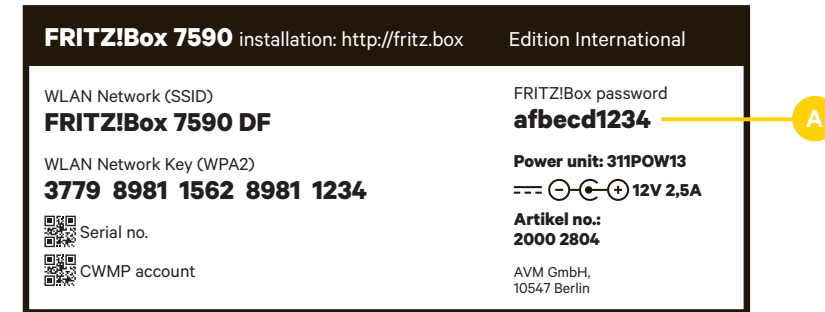 FRITZ!Box 7590 installation: http://fritz.box Edition International
WLAN Network (SSID)
FRITZ!Box 7590 DF
WLAN Network Key (WPA2)
3779 8981 1562 8981 1234
Serial no.
CWMP account
FRITZ!Box password
afbecd1234
A
Power unit: 311POW13
12V 2,5A
Artikel no.:
2000 2804
AVM GmbH,
10547 Berlin